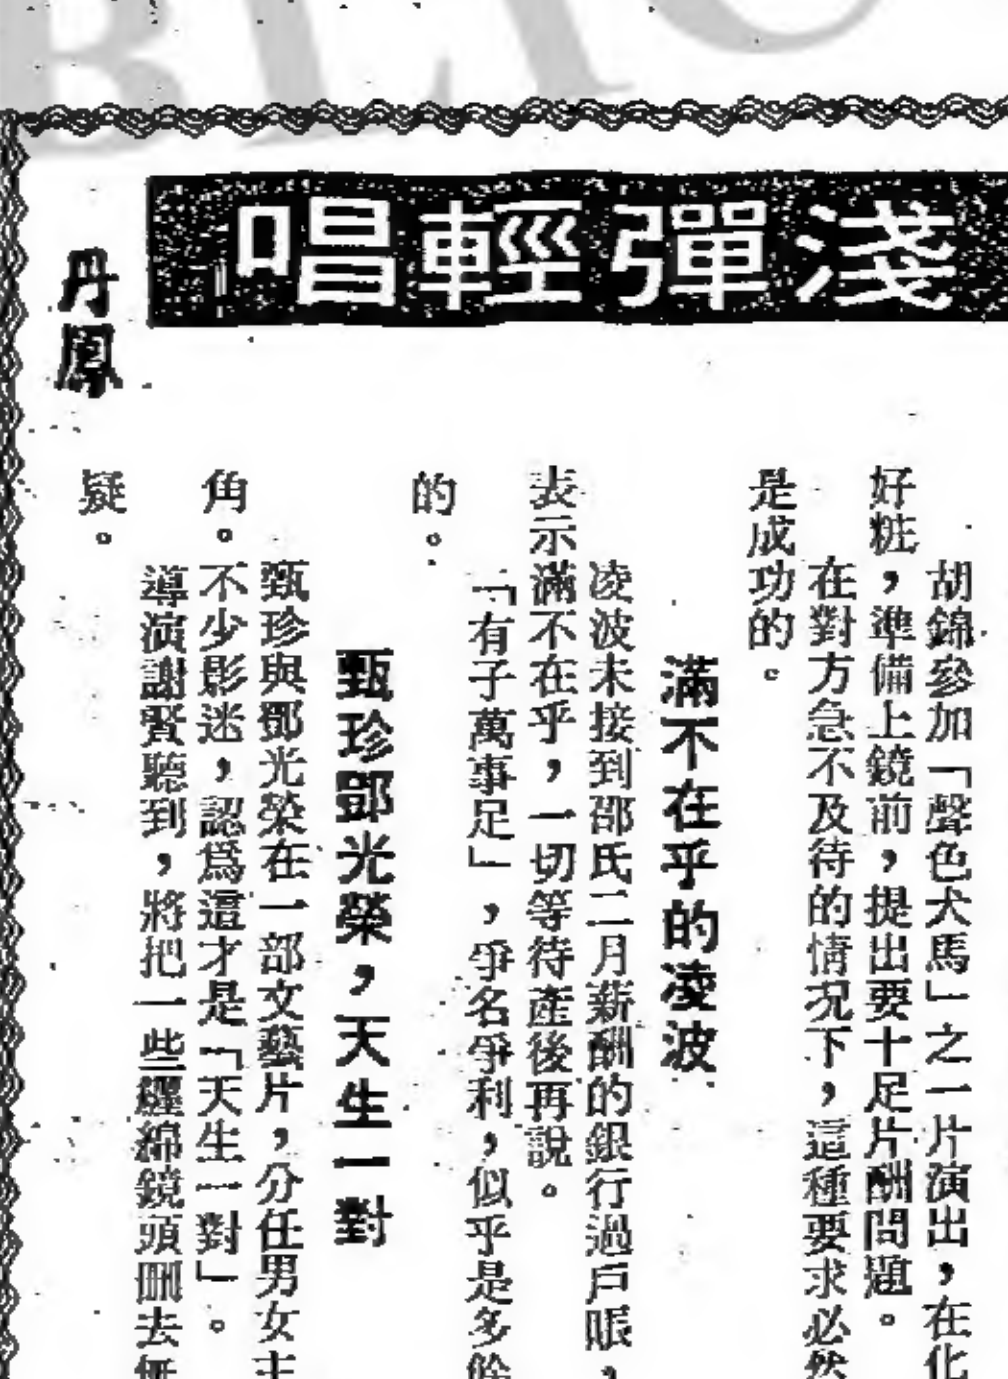 淺彈輕唱
丹鳳
胡錦參加「聲色犬馬」之一片演出，在化
好粧，準備上鏡前，提出要十足片酬問題。
在對方急不及待的情况下，這種要求必然
是成功的。
滿不在乎的凌波
凌波未接到邵氏二月薪酬的銀行過戶賬，
表示滿不在乎，一切等待產後再說。
「有子萬事足」，爭名爭利，似乎是多餘
的。
甄珍鄧光榮，天生一對
甄珍與鄧光榮在一部文藝片，分任男女主
角。不少影迷，認爲這才是「天生一對」。
導演謝賢聽到，將把一些纏綿鏡頭刪去無
疑。